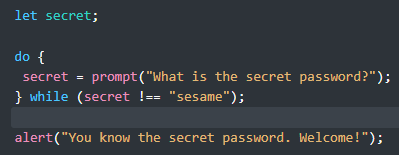 let secret;
do {
 secret = prompt("What is the secret password?");
} while (secret !== "sesame");
alert("You know the secret password. Welcome!");